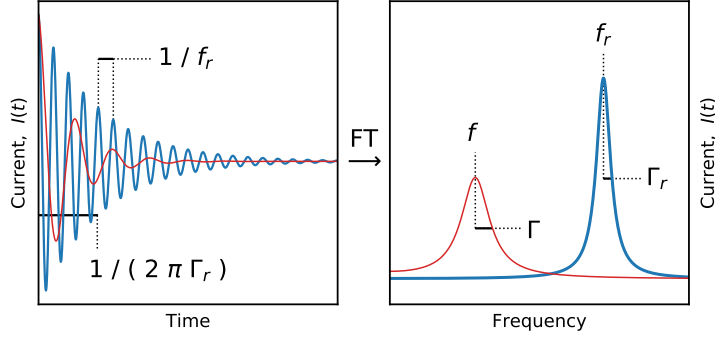 Current, I(t)
1 / f_r
1 / ( 2 π Γ_r )
Time
FT
f
f_r
Γ
Γ_r
Frequency
Current, I(t)